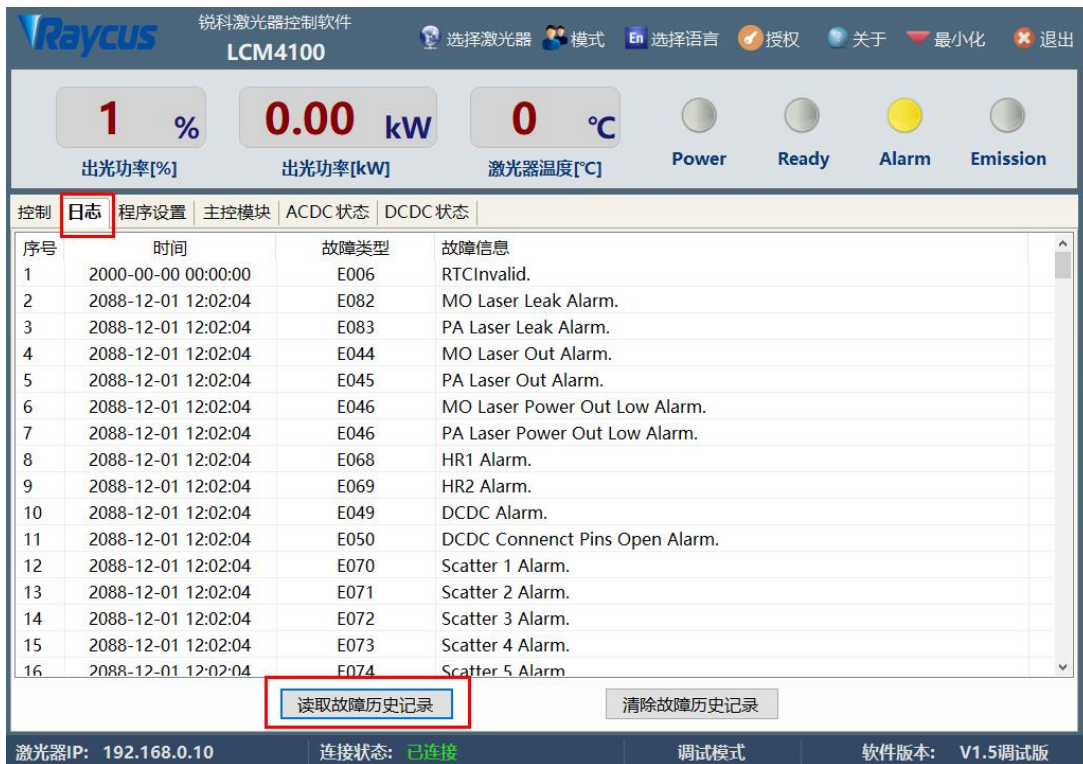 Raycus
锐科激光器控制软件
LCM4100
选择激光器 模式 En 选择语言 授权 关于 最小化 退出
1 % 0.00 kW 0 ℃
出光功率[%] 出光功率[kW] 激光器温度[℃] Power Ready Alarm Emission
控制 日志 程序设置 主控模块 ACDC状态 DCDC状态
序号 时间 故障类型 故障信息
1 2000-00-00 00:00:00 E006 RTCInvalid.
2 2088-12-01 12:02:04 E082 MO Laser Leak Alarm.
3 2088-12-01 12:02:04 E083 PA Laser Leak Alarm.
4 2088-12-01 12:02:04 E044 MO Laser Out Alarm.
5 2088-12-01 12:02:04 E045 PA Laser Out Alarm.
6 2088-12-01 12:02:04 E046 MO Laser Power Out Low Alarm.
7 2088-12-01 12:02:04 E046 PA Laser Power Out Low Alarm.
8 2088-12-01 12:02:04 E068 HR1 Alarm.
9 2088-12-01 12:02:04 E069 HR2 Alarm.
10 2088-12-01 12:02:04 E049 DCDC Alarm.
11 2088-12-01 12:02:04 E050 DCDC Connenct Pins Open Alarm.
12 2088-12-01 12:02:04 E070 Scatter 1 Alarm.
13 2088-12-01 12:02:04 E071 Scatter 2 Alarm.
14 2088-12-01 12:02:04 E072 Scatter 3 Alarm.
15 2088-12-01 12:02:04 E073 Scatter 4 Alarm.
16 2088-12-01 12:02:04 E074 Scatter 5 Alarm
读取故障历史记录 清除故障历史记录
激光器IP: 192.168.0.10 连接状态: 已连接 调试模式 软件版本: V1.5调试版